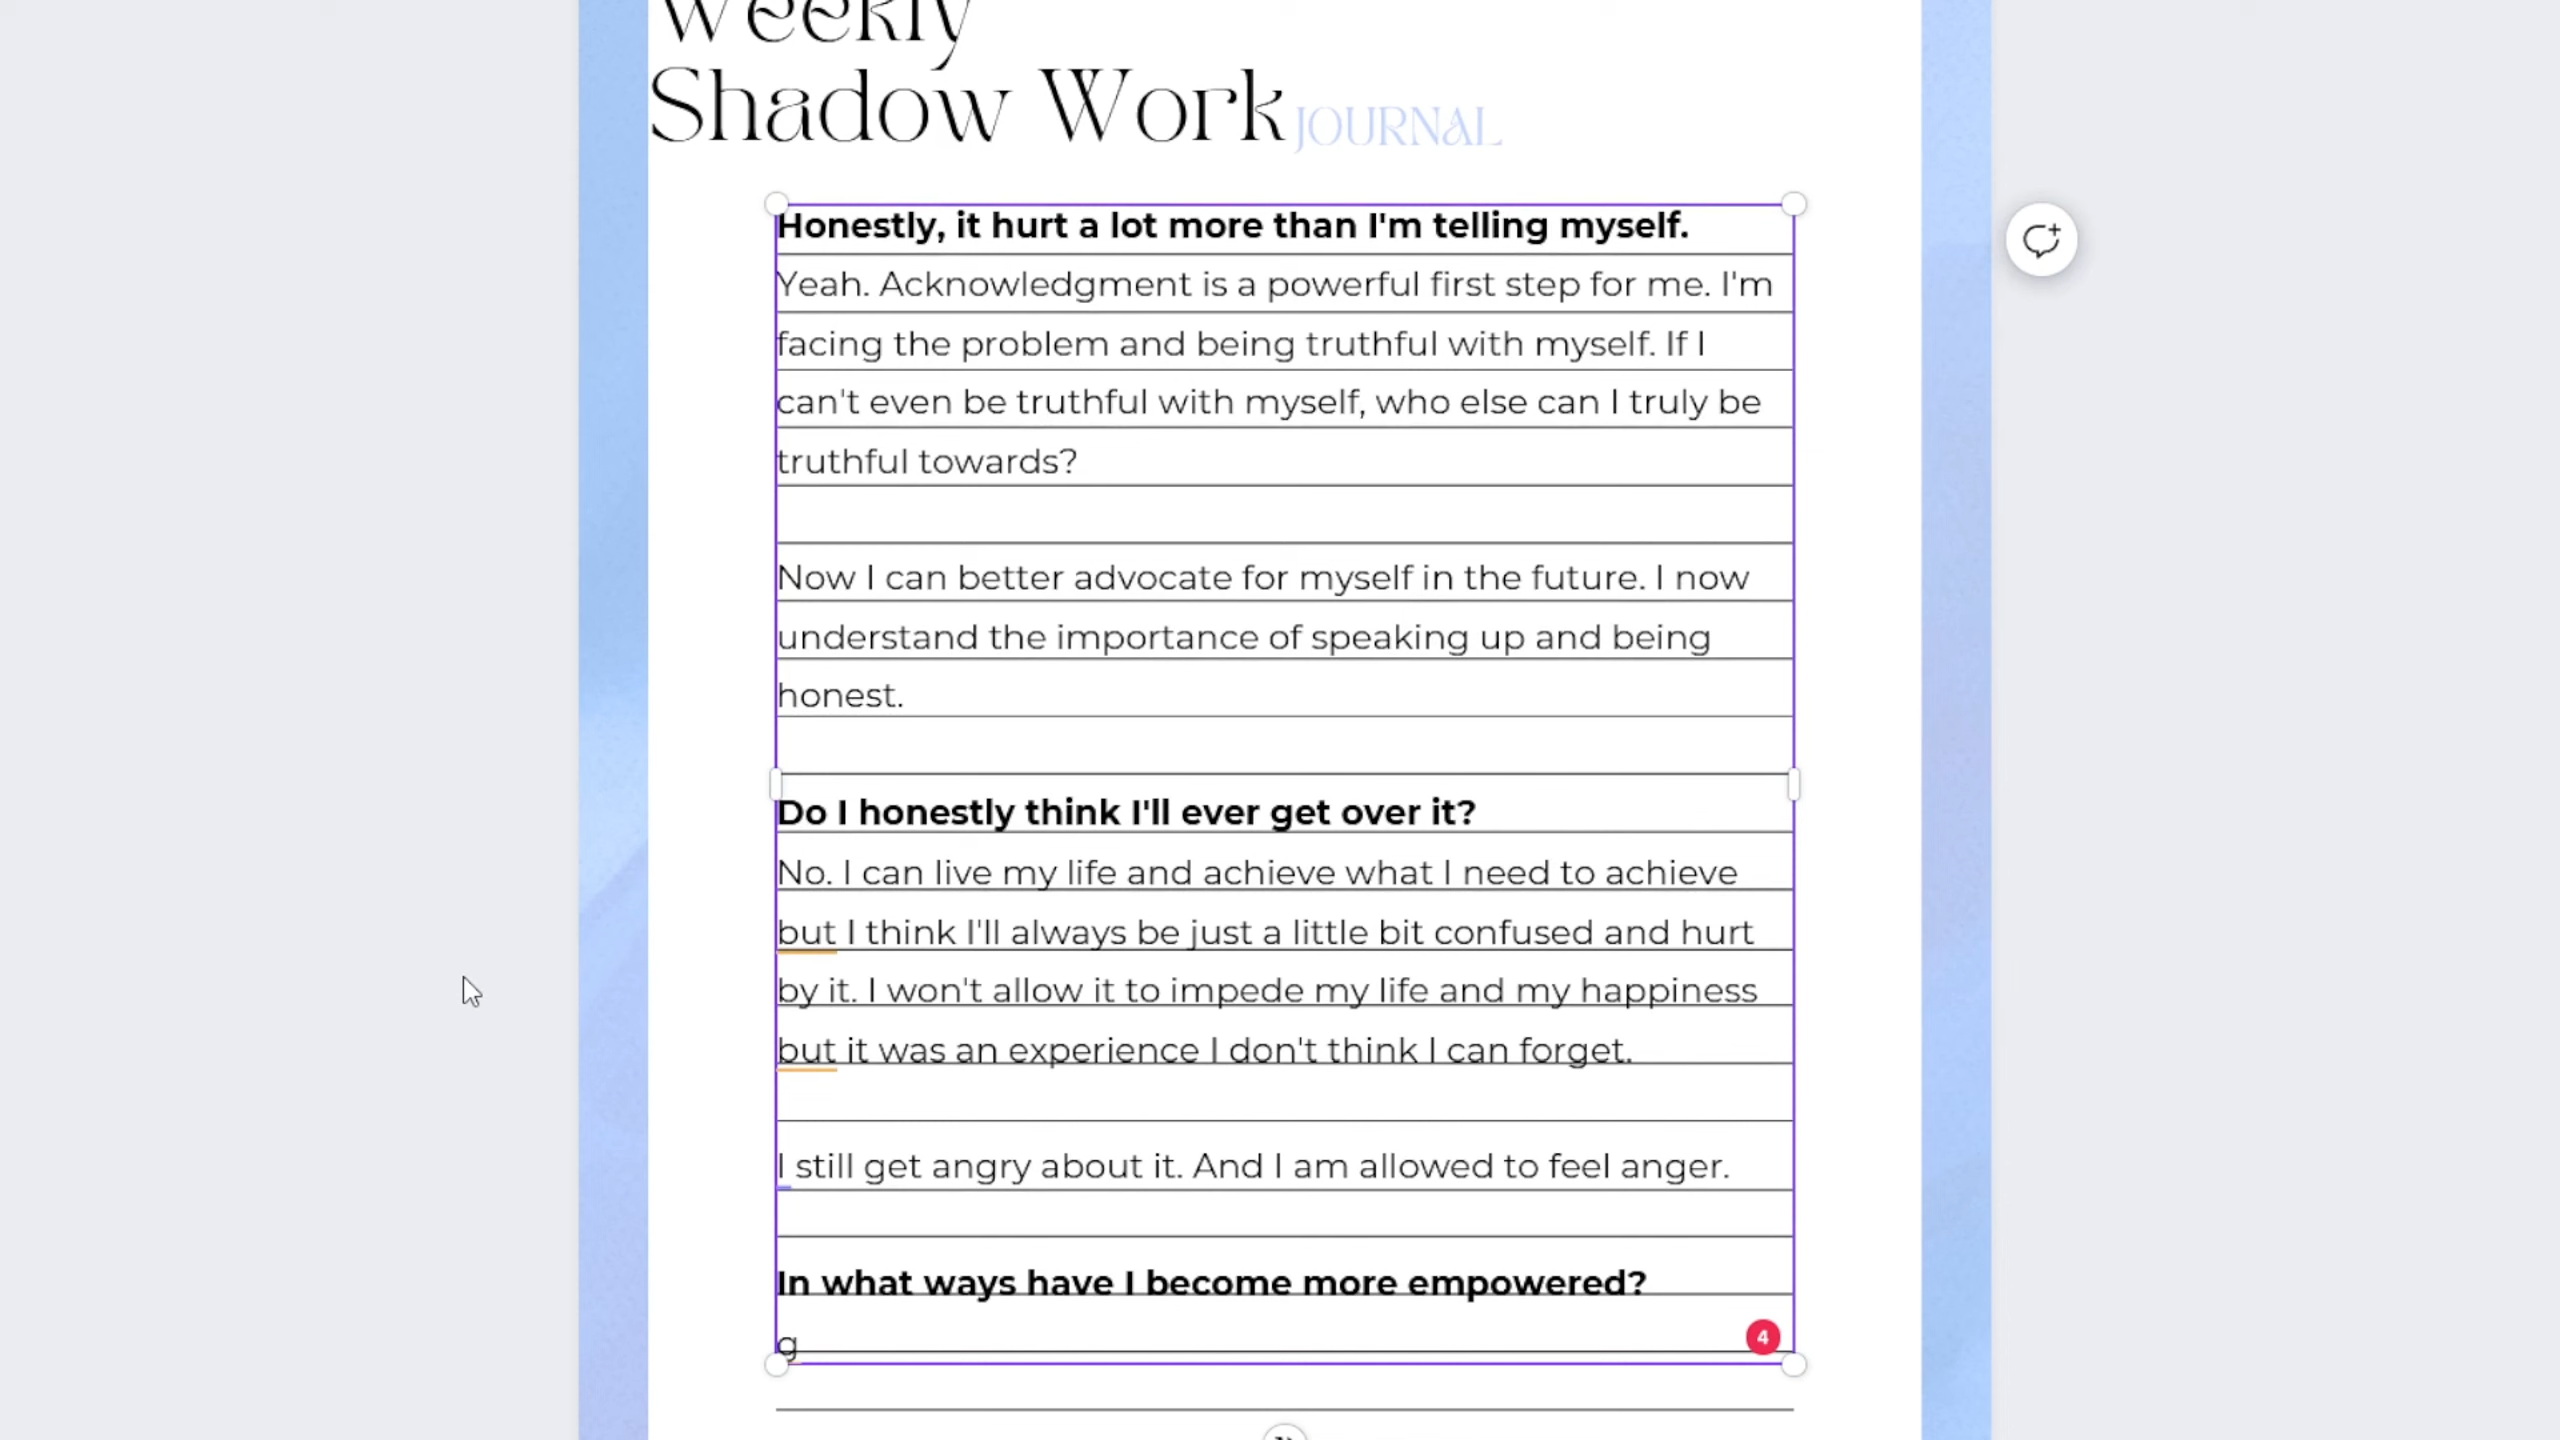 Weekly
Shadow Work JOURNAL
Honestly, it hurt a lot more than I'm telling myself.
Yeah. Acknowledgment is a powerful first step for me. I'm
facing the problem and being truthful with myself. If I
can't even be truthful with myself, who else can I truly be
truthful towards?
Now I can better advocate for myself in the future. I now
understand the importance of speaking up and being
honest.
Do I honestly think I'll ever get over it?
No. I can live my life and achieve what I need to achieve
but I think I'll always be just a little bit confused and hurt
by it. I won't allow it to impede my life and my happiness
but it was an experience I don't think I can forget.
I still get angry about it. And I am allowed to feel anger.
In what ways have I become more empowered?
g
4